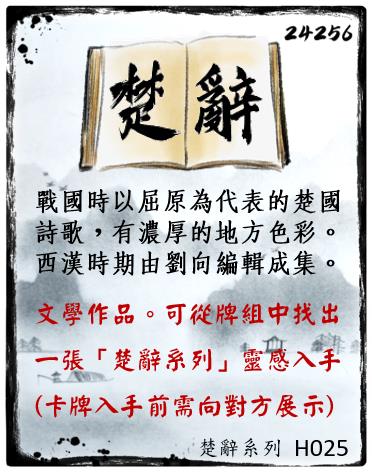 24256
楚辭
戰國時以屈原為代表的楚國
詩歌，有濃厚的地方色彩。
西漢時期由劉向編輯成集。
文學作品。可從牌組中找出
一張「楚辭系列」靈感入手
(卡牌入手前需向對方展示)
楚辭系列 H025